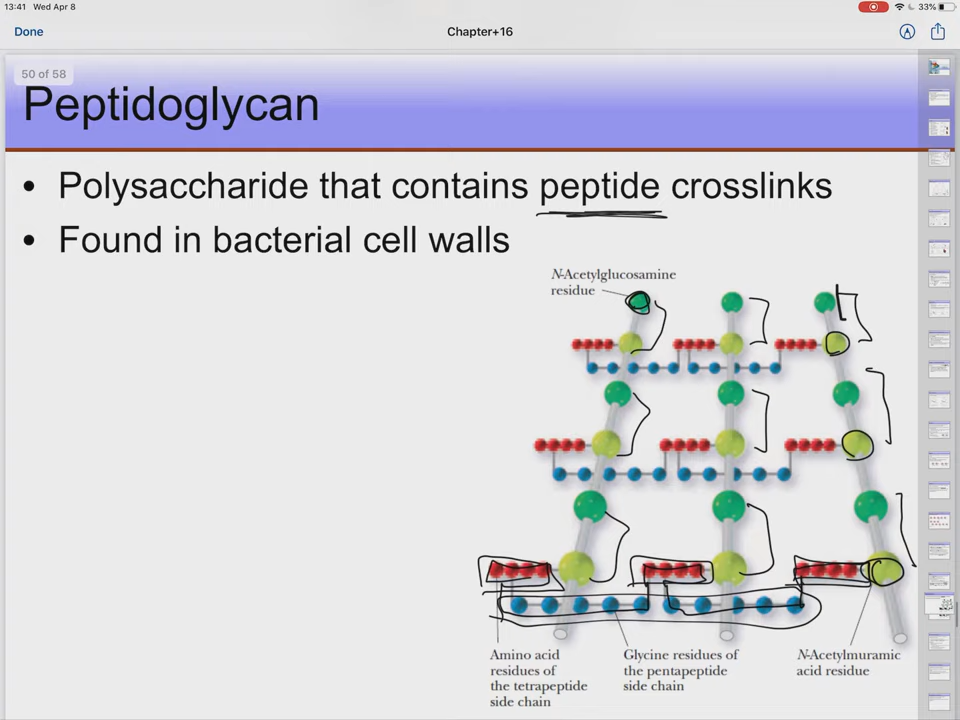 13:41 Wed Apr 8
33%
Done
Chapter+16
50 of 58
Peptidoglycan
• Polysaccharide that contains peptide crosslinks
• Found in bacterial cell walls
N-Acetylglucosamine
residue
Amino acid
residues of
the tetrapeptide
side chain
Glycine residues of
the pentapeptide
side chain
N-Acetylmuramic
acid residue